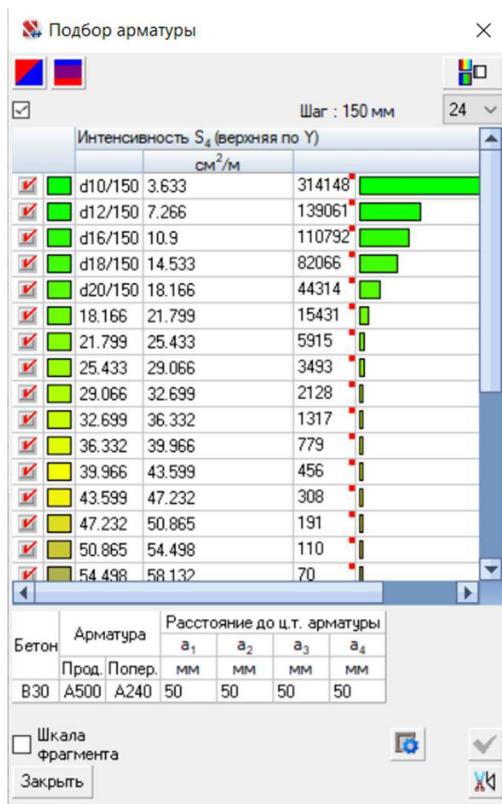 Подбор арматуры
Шаг : 150 мм 24
Интенсивность S4 (верхняя по Y)
см2/м
d10/150 3.633 314148
d12/150 7.266 139061
d16/150 10.9 110792
d18/150 14.533 82066
d20/150 18.166 44314
18.166 21.799 15431
21.799 25.433 5915
25.433 29.066 3493
29.066 32.699 2128
32.699 36.332 1317
36.332 39.966 779
39.966 43.599 456
43.599 47.232 308
47.232 50.865 191
50.865 54.498 110
54.498 58.132 70
Бетон Арматура Расстояние до ц.т. арматуры
a1 a2 a3 a4
Прод. Попер. мм мм мм мм
B30 A500 A240 50 50 50 50
Шкала
фрагмента
Закрыть